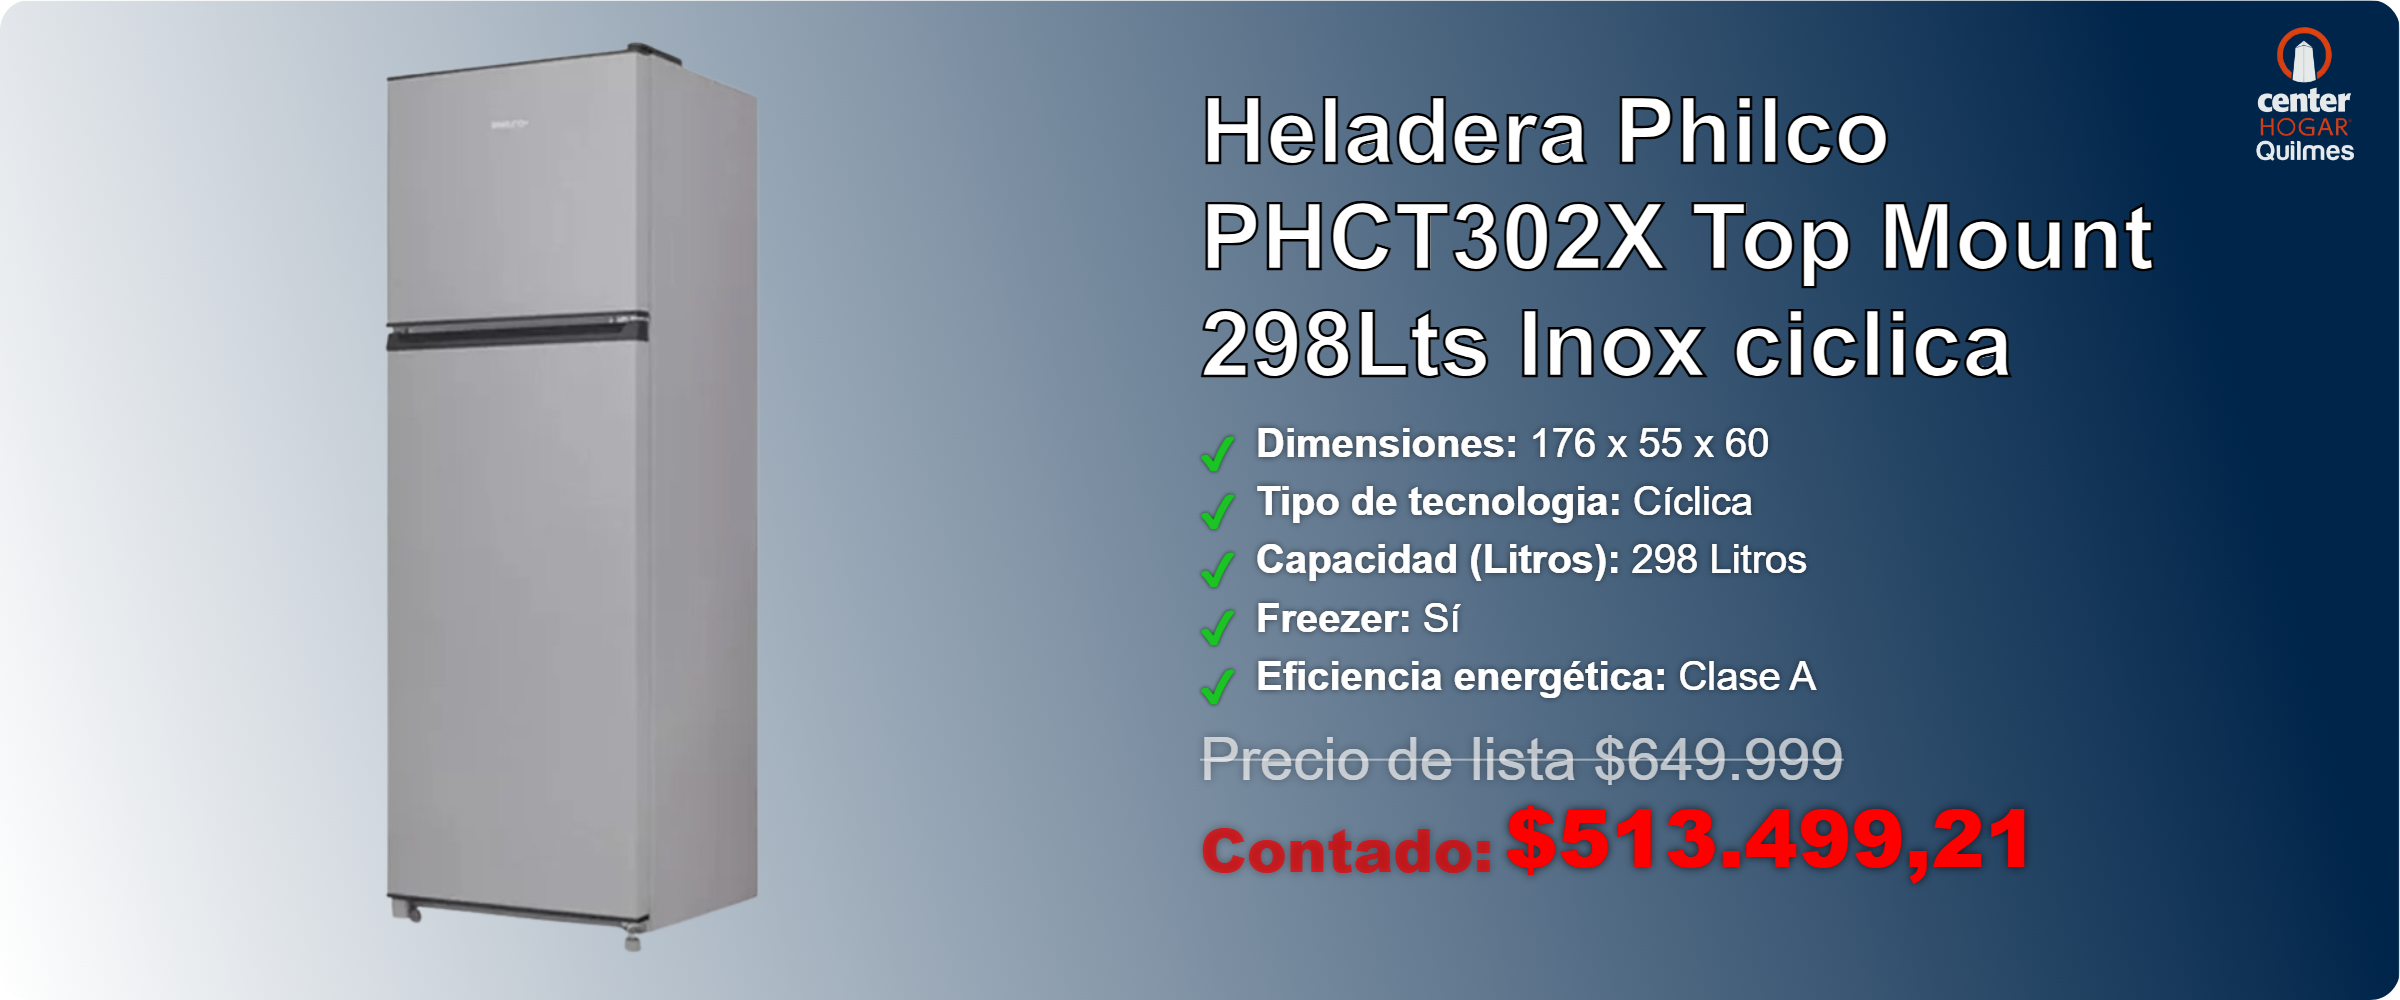 center
HOGAR
Quilmes
Heladera Philco
PHCT302X Top Mount
298Lts Inox ciclica
Dimensiones: 176 x 55 x 60
Tipo de tecnologia: Cíclica
Capacidad (Litros): 298 Litros
Freezer: Sí
Eficiencia energética: Clase A
Precio de lista $649.999
Contado: $513.499,21